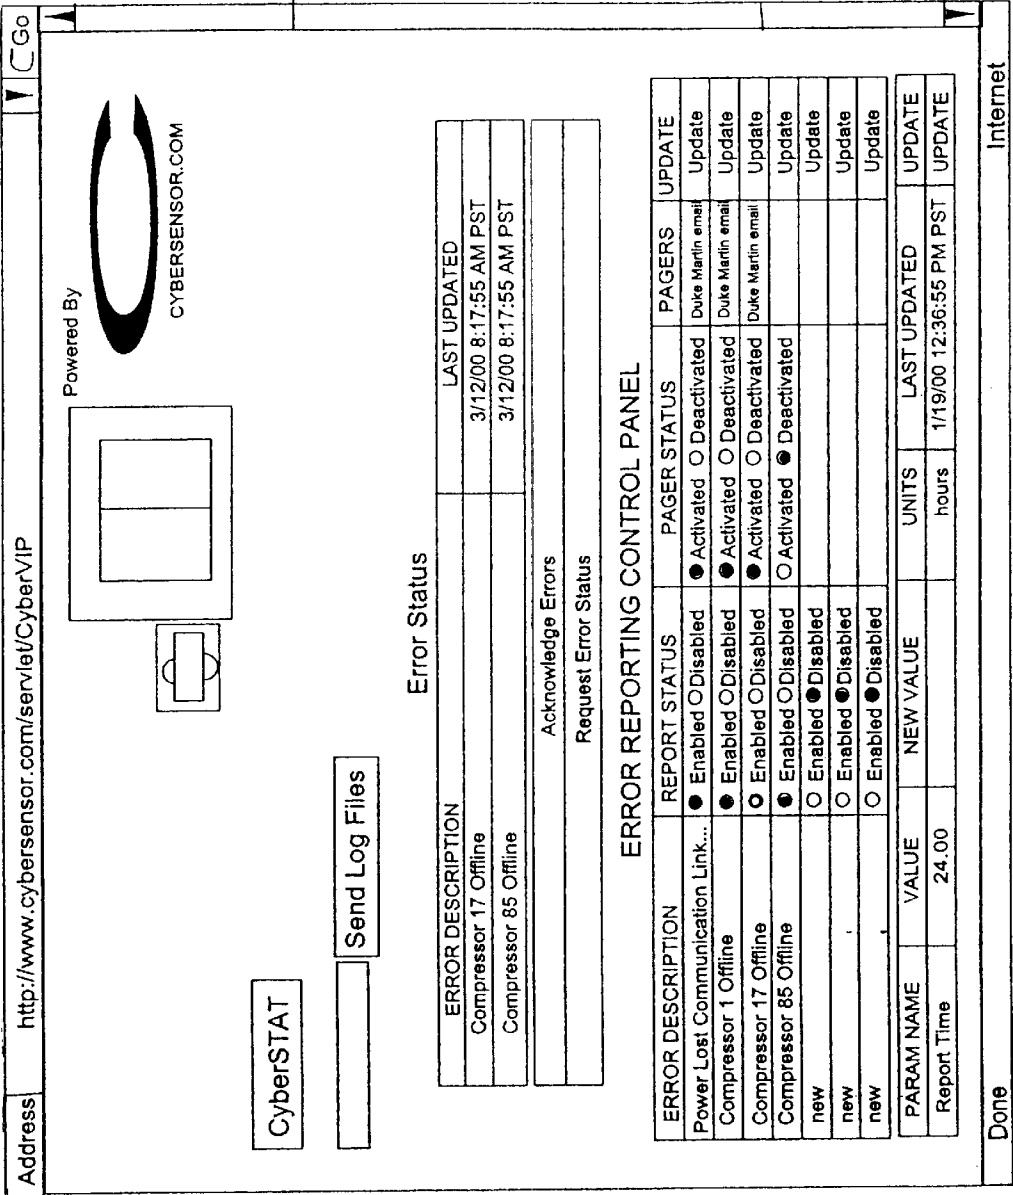 Address http://www.cybersensor.com/servlet/CyberVIP Go
Powered By
CYBERSENSOR.COM
CyberSTAT
Send Log Files
Error Status
ERROR DESCRIPTION LAST UPDATED
Compressor 17 Offline 3/12/00 8:17:55 AM PST
Compressor 85 Offline 3/12/00 8:17:55 AM PST
Acknowledge Errors
Request Error Status
ERROR REPORTING CONTROL PANEL
ERROR DESCRIPTION REPORT STATUS PAGER STATUS PAGERS UPDATE
Power Lost Communication Link... Enabled Disabled Activated Deactivated Duke Martin email Update
Compressor 1 Offline Enabled Disabled Activated Deactivated Duke Martin email Update
Compressor 17 Offline Enabled Disabled Activated Deactivated Duke Martin email Update
Compressor 85 Offline Enabled Disabled Activated Deactivated Update
new Enabled Disabled Update
new Enabled Disabled Update
new Enabled Disabled Update
PARAM NAME VALUE NEW VALUE UNITS LAST UPDATED UPDATE
Report Time 24.00 hours 1/19/00 12:36:55 PM PST UPDATE
Done Internet